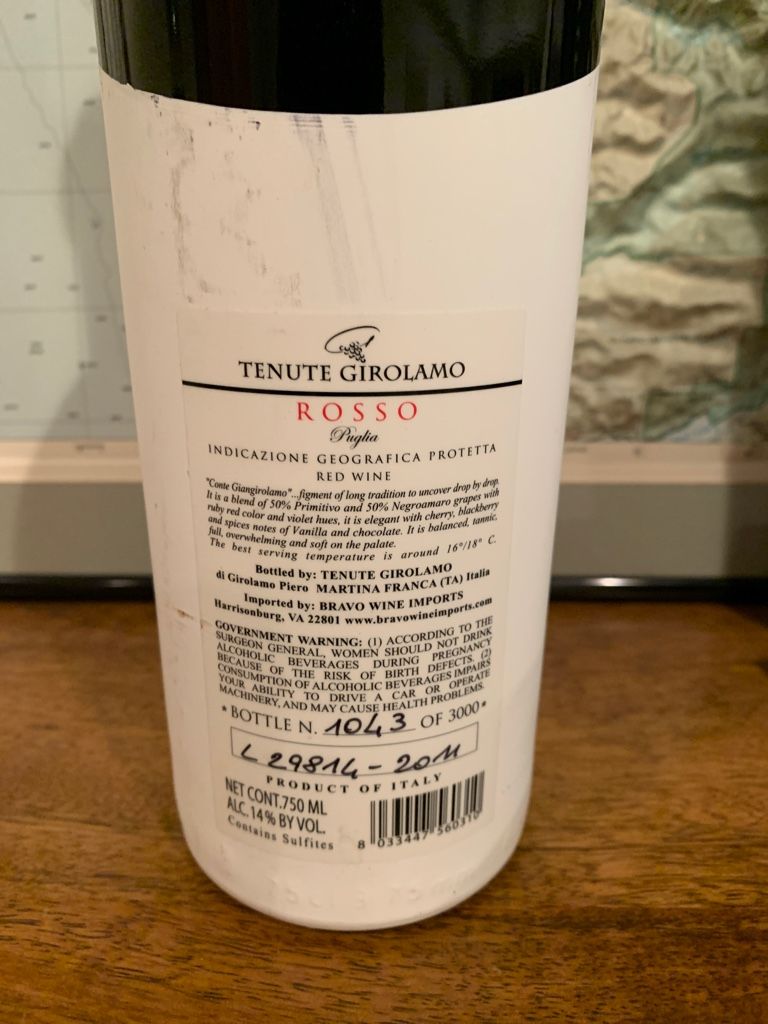 TENUTE GIROLAMO
ROSSO
Puglia
INDICAZIONE GEOGRAFICA PROTETTA
RED WINE
"Conte Giangirolamo"...figment of long tradition to uncover drop by drop.
It is a blend of 50% Primitivo and 50% Negroamaro grapes with
ruby red color and violet hues, it is elegant with cherry, blackberry
and spices notes of Vanilla and chocolate. It is balanced, tannic,
full, overwhelming and soft on the palate.
The best serving temperature is around 16°/18° C.
Bottled by: TENUTE GIROLAMO
di Girolamo Piero MARTINA FRANCA (TA) Italia
Imported by: BRAVO WINE IMPORTS
Harrisonburg, VA 22801 www.bravowineimports.com
GOVERNMENT WARNING: (1) ACCORDING TO THE
SURGEON GENERAL, WOMEN SHOULD NOT DRINK
ALCOHOLIC BEVERAGES DURING PREGNANCY
BECAUSE OF THE RISK OF BIRTH DEFECTS. (2)
CONSUMPTION OF ALCOHOLIC BEVERAGES IMPAIRS
YOUR ABILITY TO DRIVE A CAR OR OPERATE
MACHINERY, AND MAY CAUSE HEALTH PROBLEMS.
*BOTTLE N. 1043 OF 3000*
L 29814 - 2011
PRODUCT OF ITALY
NET CONT.750 ML
ALC. 14% BY VOL.
Contains Sulfites
8 033447 560310